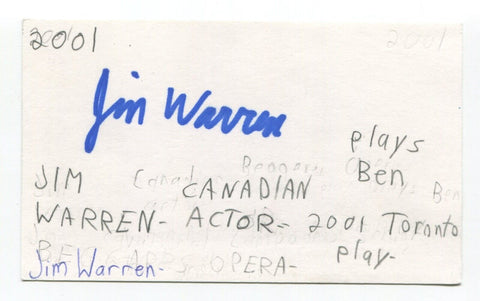 2001 2001
Jim Warren
plays
Ben
JIM CANADIAN
WARREN- ACTOR- 2001 Toronto
play-
OPERA-
Jim Warren-